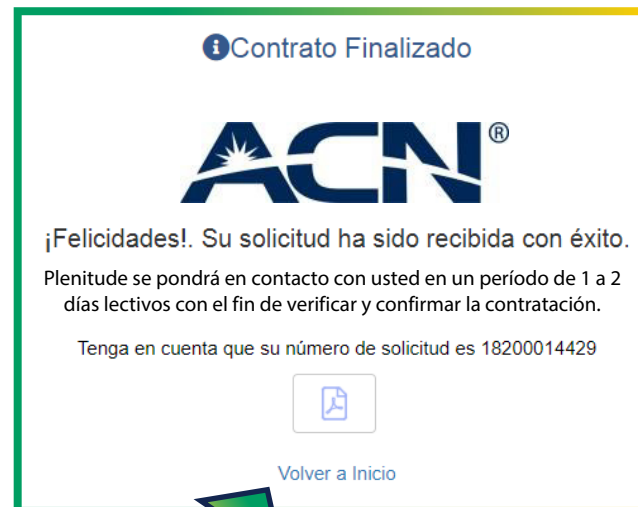 Contrato Finalizado
ACN®
¡Felicidades!. Su solicitud ha sido recibida con éxito.
Plenitude se pondrá en contacto con usted en un período de 1 a 2
días lectivos con el fin de verificar y confirmar la contratación.
Tenga en cuenta que su número de solicitud es 18200014429
Volver a Inicio